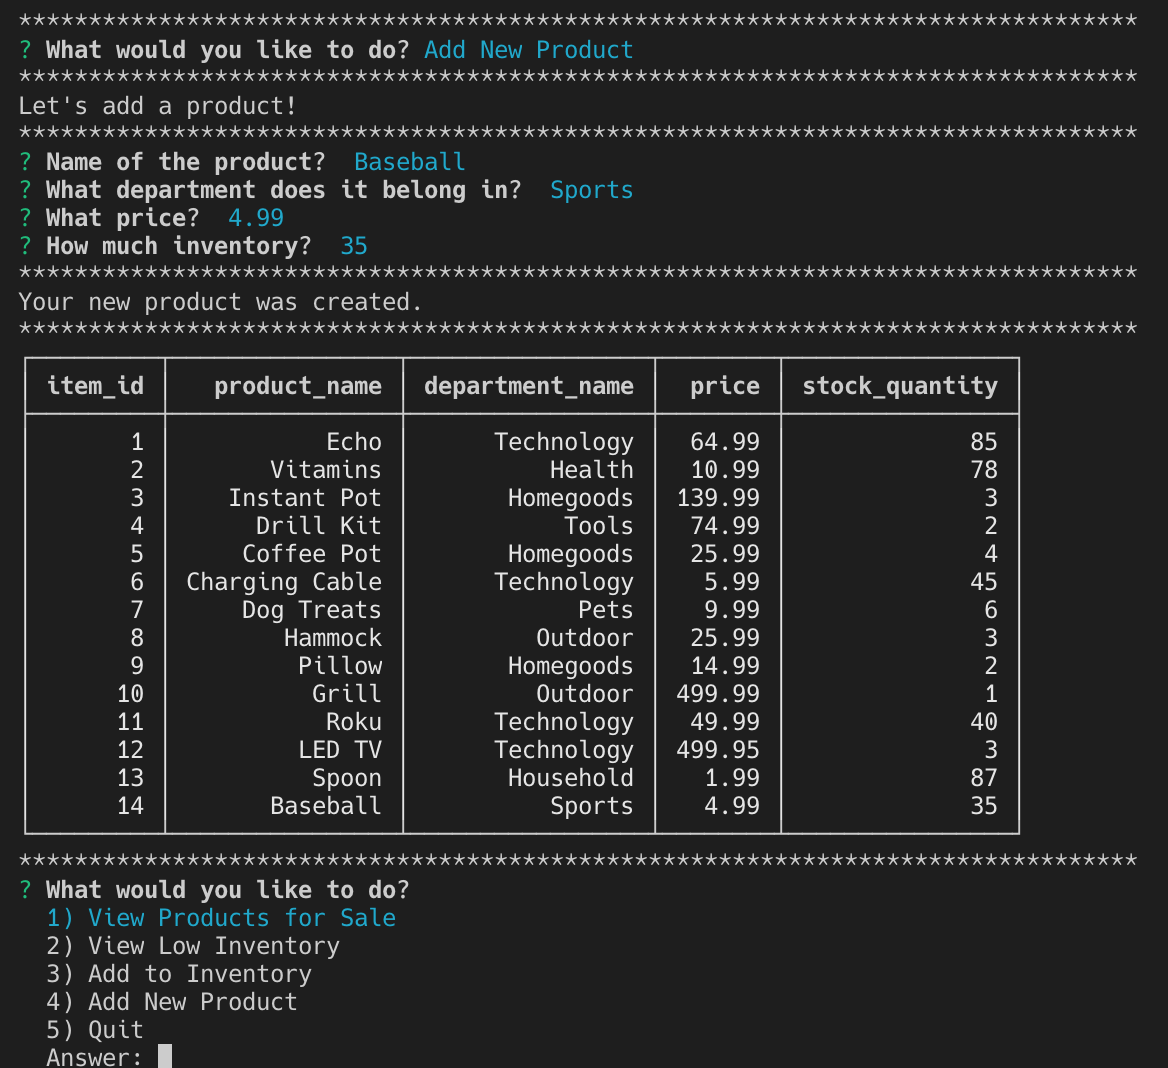 ********************************************************************************
? What would you like to do? Add New Product
********************************************************************************
Let's add a product!
********************************************************************************
? Name of the product?  Baseball
? What department does it belong in?  Sports
? What price?  4.99
? How much inventory?  35
********************************************************************************
Your new product was created.
********************************************************************************
item_id product_name department_name price stock_quantity
1 Echo Technology 64.99 85
2 Vitamins Health 10.99 78
3 Instant Pot Homegoods 139.99 3
4 Drill Kit Tools 74.99 2
5 Coffee Pot Homegoods 25.99 4
6 Charging Cable Technology 5.99 45
7 Dog Treats Pets 9.99 6
8 Hammock Outdoor 25.99 3
9 Pillow Homegoods 14.99 2
10 Grill Outdoor 499.99 1
11 Roku Technology 49.99 40
12 LED TV Technology 499.95 3
13 Spoon Household 1.99 87
14 Baseball Sports 4.99 35
********************************************************************************
? What would you like to do?
1) View Products for Sale
2) View Low Inventory
3) Add to Inventory
4) Add New Product
5) Quit
Answer: